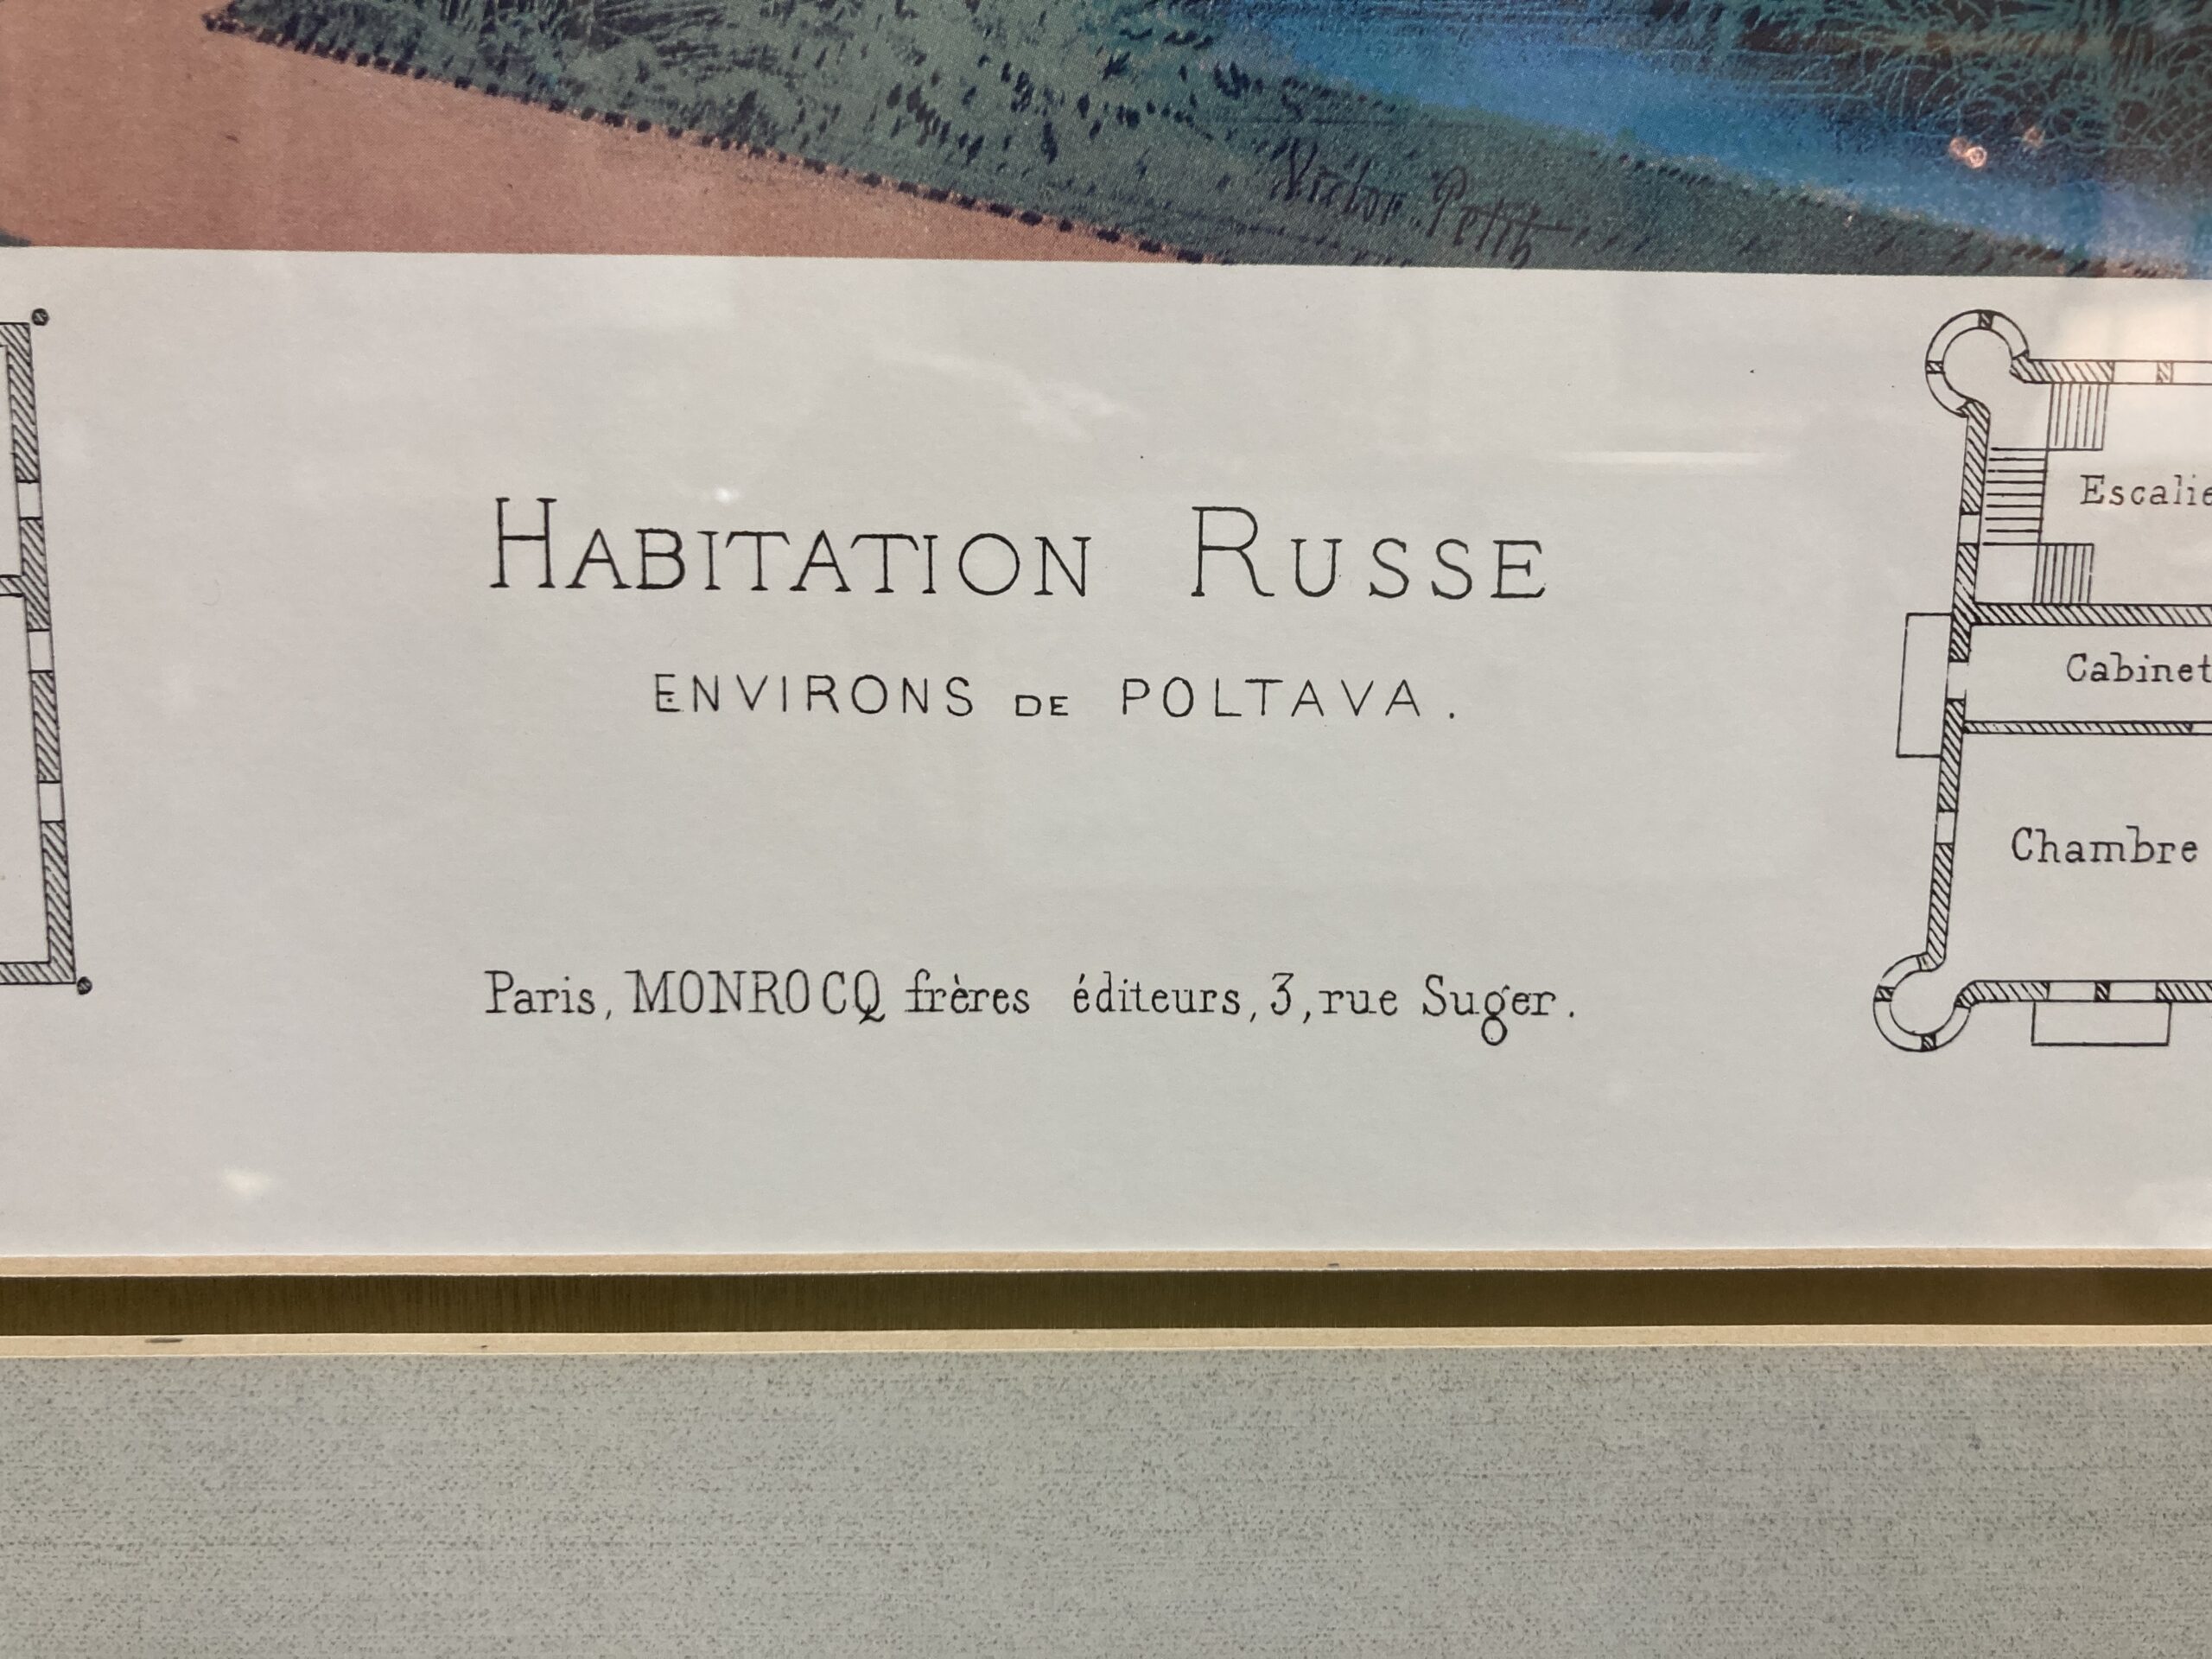 Victor Petit
HABITATION RUSSE
ENVIRONS DE POLTAVA.
Paris, MONROCQ frères éditeurs, 3, rue Suger.
Escalie
Cabinet
Chambre